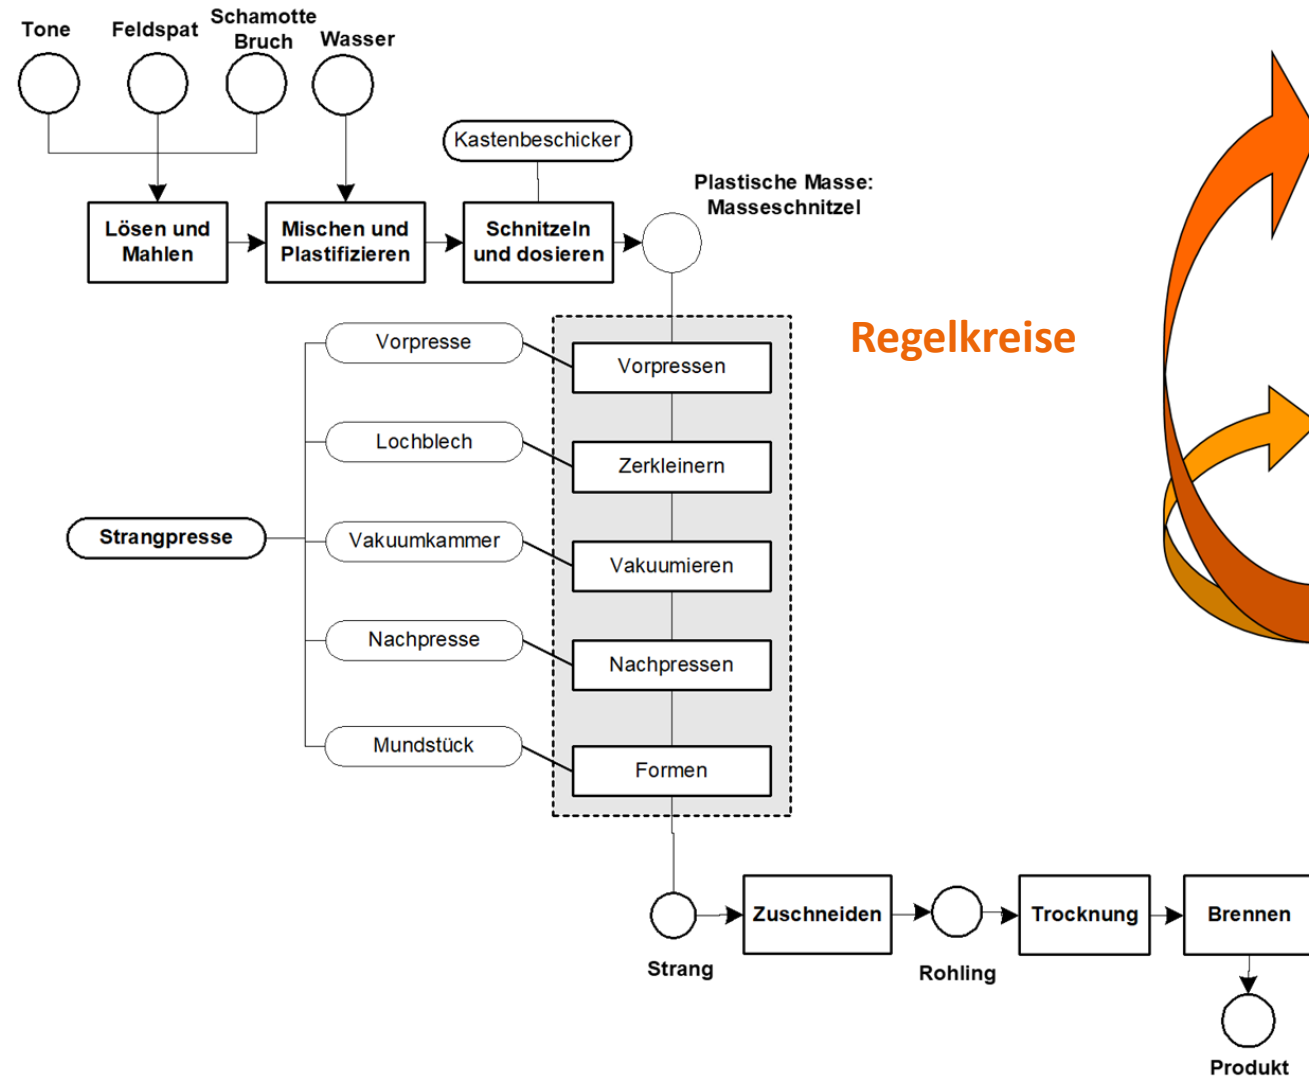 Tone
Feldspat
Schamotte
Bruch
Wasser
Kastenbeschicker
Plastische Masse:
Masseschnitzel
Lösen und
Mahlen
Mischen und
Plastifizieren
Schnitzeln
und dosieren
Regelkreise
Vorpresse
Vorpressen
Lochblech
Zerkleinern
Strangpresse
Vakuumkammer
Vakuumieren
Nachpresse
Nachpressen
Mundstück
Formen
Zuschneiden
Trocknung
Brennen
Strang
Rohling
Produkt